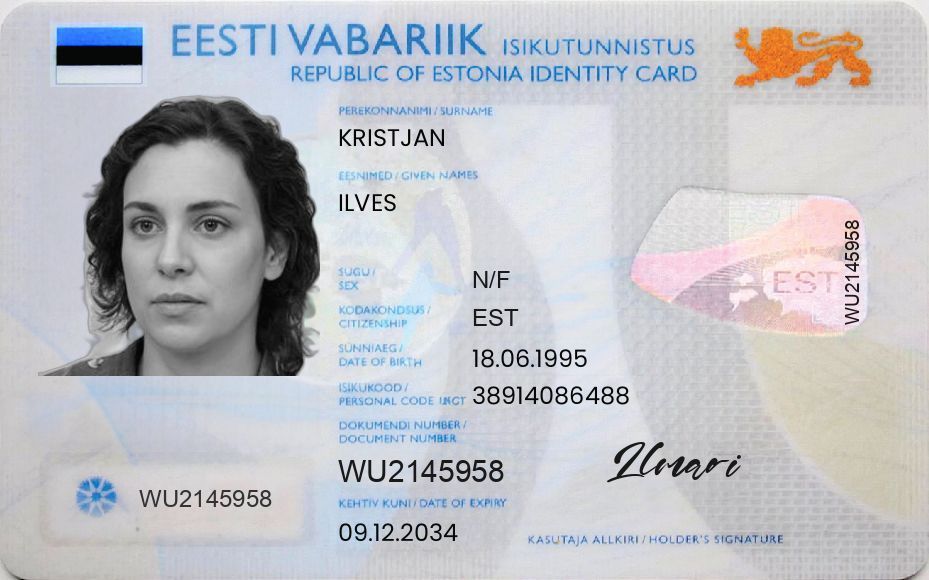 EESTI VABARIIK ISIKUTUNNISTUS
REPUBLIC OF ESTONIA IDENTITY CARD
PEREKONNANIMI / SURNAME
KRISTJAN
EESNIMED / GIVEN NAMES
ILVES
SUGU /
SEX
N/F
KODAKONDSUS /
CITIZENSHIP
EST
SÜNNIAEG /
DATE OF BIRTH
18.06.1995
ISIKUKOOD /
PERSONAL CODE
38914086488
DOKUMENDI NUMBER /
DOCUMENT NUMBER
WU2145958
KEHTIV KUNI / DATE OF EXPIRY
09.12.2034
WU2145958
EST
WU2145958
Ilmari
KASUTAJA ALLKIRI / HOLDER'S SIGNATURE